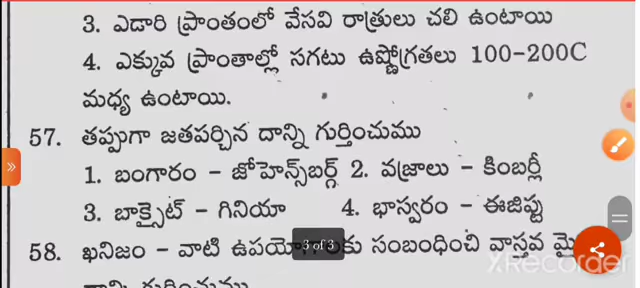 3. ఎడారి ప్రాంతంలో వేసవి రాత్రులు చలి ఉంటాయి
4. ఎక్కువ ప్రాంతాల్లో సగటు ఉష్ణోగ్రతలు 100-200C
మధ్య ఉంటాయి.
57. తప్పుగా జతపర్చిన దాన్ని గుర్తించుము
1. బంగారం - జోహెన్స్‌బర్గ్ 2. వజ్రాలు - కింబర్లీ
3. బాక్సైట్ - గినియా 4. భాస్వరం - ఈజిప్టు
3 of 3
58. ఖనిజం - వాటి సంబంధించి వాస్తవ
XRecorder